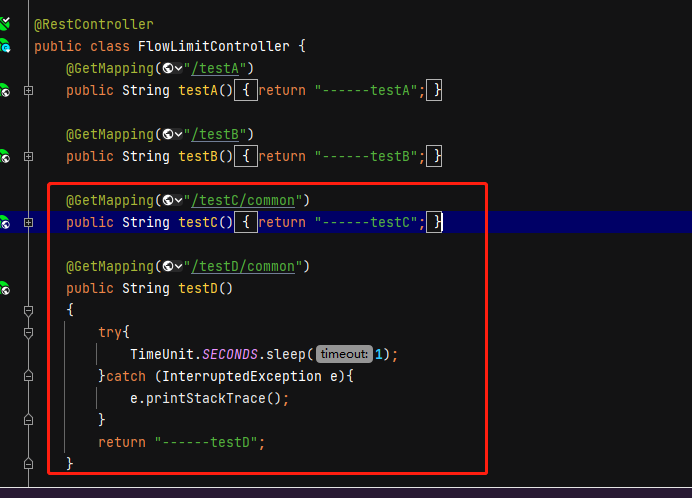 @RestController
public class FlowLimitController {
@GetMapping("/testA")
public String testA() { return "------testA"; }
@GetMapping("/testB")
public String testB() { return "------testB"; }
@GetMapping("/testC/common")
public String testC() { return "------testC"; }
@GetMapping("/testD/common")
public String testD()
{
try{
TimeUnit.SECONDS.sleep( timeout: 1);
}catch (InterruptedException e){
e.printStackTrace();
}
return "------testD";
}